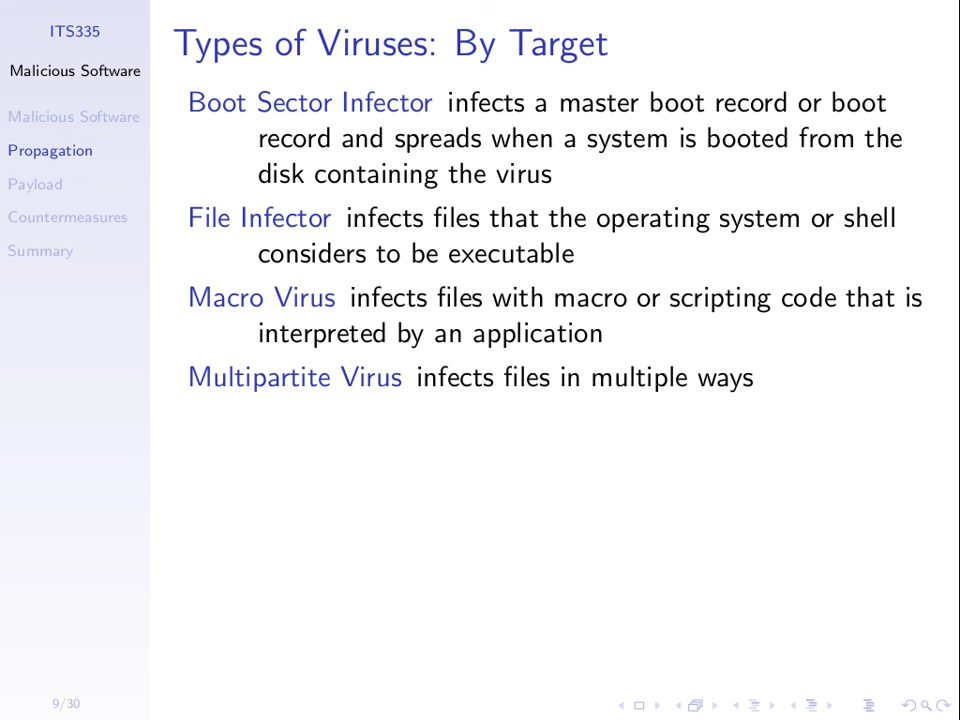 ITS335
Malicious Software
Malicious Software
Propagation
Payload
Countermeasures
Summary
Types of Viruses: By Target
Boot Sector Infector infects a master boot record or boot
record and spreads when a system is booted from the
disk containing the virus
File Infector infects files that the operating system or shell
considers to be executable
Macro Virus infects files with macro or scripting code that is
interpreted by an application
Multipartite Virus infects files in multiple ways
9/30